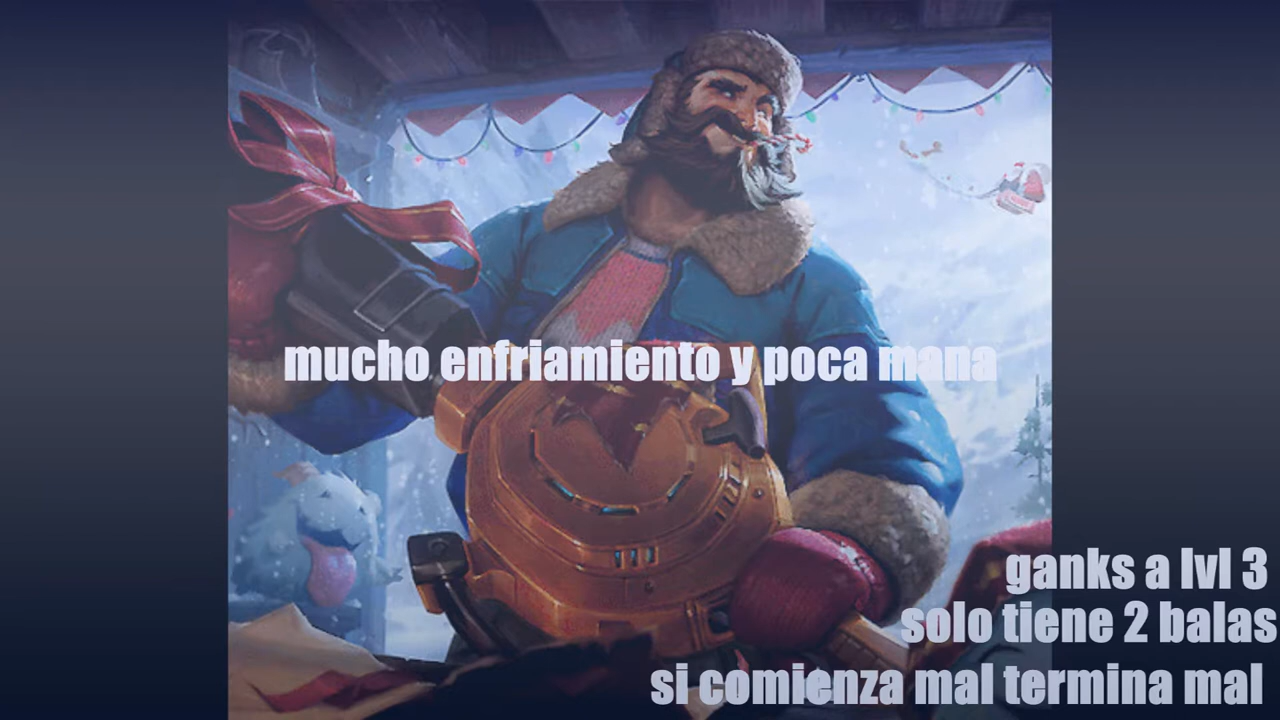 mucho enfriamiento y poca mana
ganks a lvl 3
solo tiene 2 balas
si comienza mal termina mal